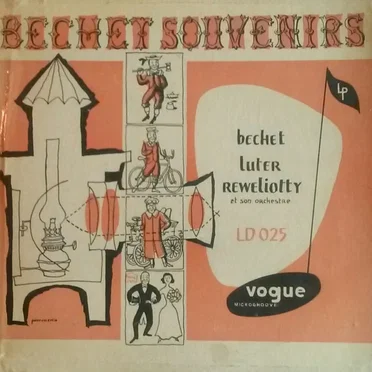 BECHET SOUVENIRS
LP
bechet
luter
reweliotty
et son orchestre
LD 025
vogue
MICROGROOVE